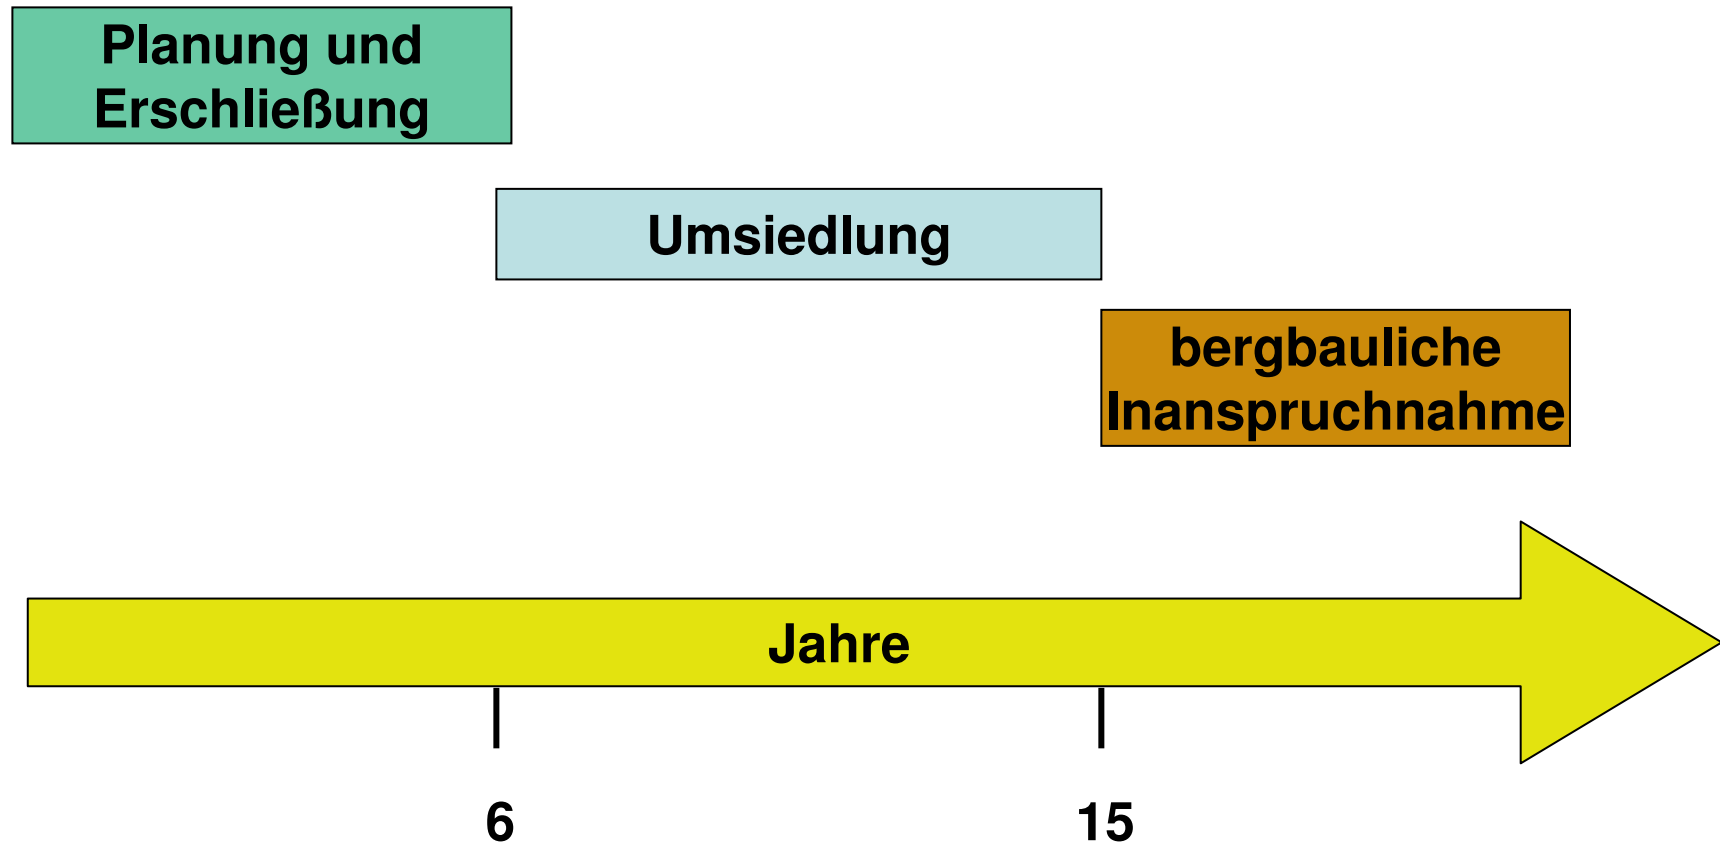 Planung und
Erschließung
Umsiedlung
bergbauliche
Inanspruchnahme
Jahre
6
15